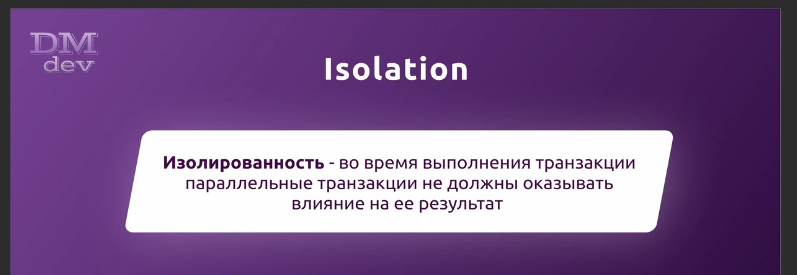 DM
dev
Isolation
Изолированность - во время выполнения транзакции
параллельные транзакции не должны оказывать
влияние на ее результат